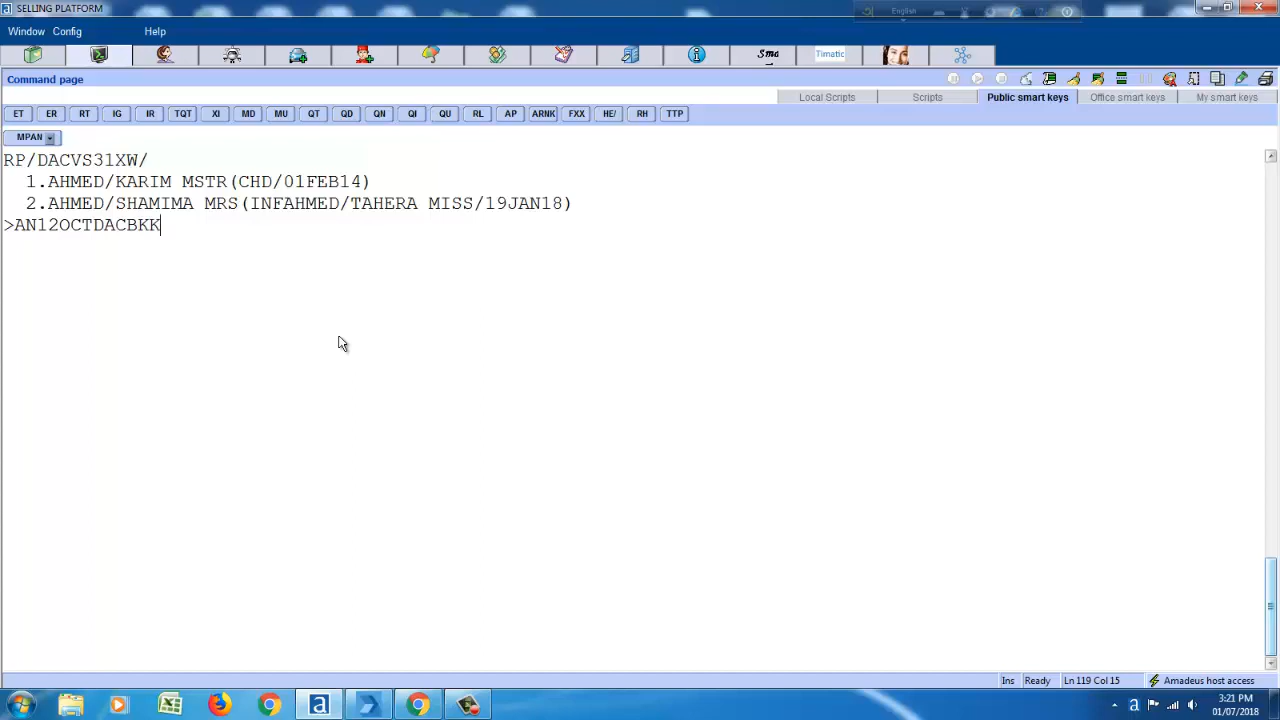 SELLING PLATFORM
English
Window Config Help
Sma
Timatic
Command page
Local Scripts Scripts Public smart keys Office smart keys My smart keys
ET ER RT IG IR TQT XI MD MU QT QD QN QI QU RL AP ARNK FXX HE/ RH TTP
MPAN
RP/DACVS31XW/
1.AHMED/KARIM MSTR(CHD/01FEB14)
2.AHMED/SHAMIMA MRS(INFAHMED/TAHERA MISS/19JAN18)
>AN12OCTDACBKK
Ins Ready Ln 119 Col 15 Amadeus host access
3:21 PM
01/07/2018